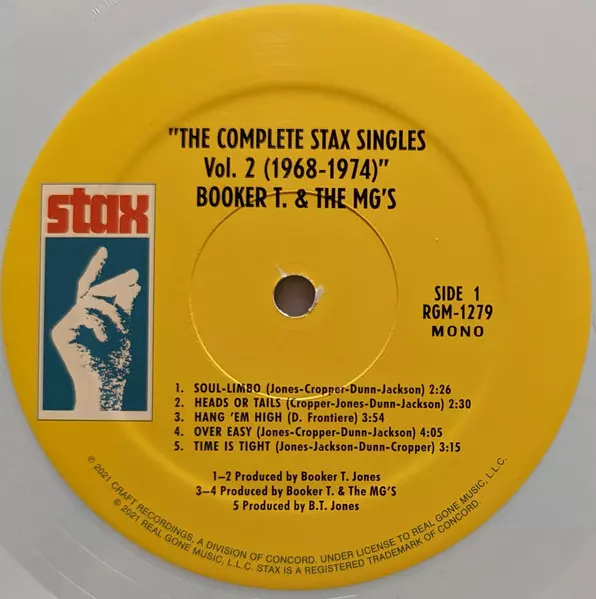 "THE COMPLETE STAX SINGLES
Vol. 2 (1968-1974)"
BOOKER T. & THE MG'S
stax
SIDE 1
RGM-1279
MONO
1. SOUL-LIMBO (Jones-Cropper-Dunn-Jackson) 2:26
2. HEADS OR TAILS (Cropper-Jones-Dunn-Jackson) 2:30
3. HANG 'EM HIGH (D. Frontiere) 3:54
4. OVER EASY (Jones-Cropper-Dunn-Jackson) 4:05
5. TIME IS TIGHT (Jones-Jackson-Dunn-Cropper) 3:15
1–2 Produced by Booker T. Jones
3–4 Produced by Booker T. & The MG'S
5 Produced by B.T. Jones
℗ 2021 CRAFT RECORDINGS, A DIVISION OF CONCORD. UNDER LICENSE TO REAL GONE MUSIC, L.L.C.
© 2021 REAL GONE MUSIC, L.L.C. STAX IS A REGISTERED TRADEMARK OF CONCORD.